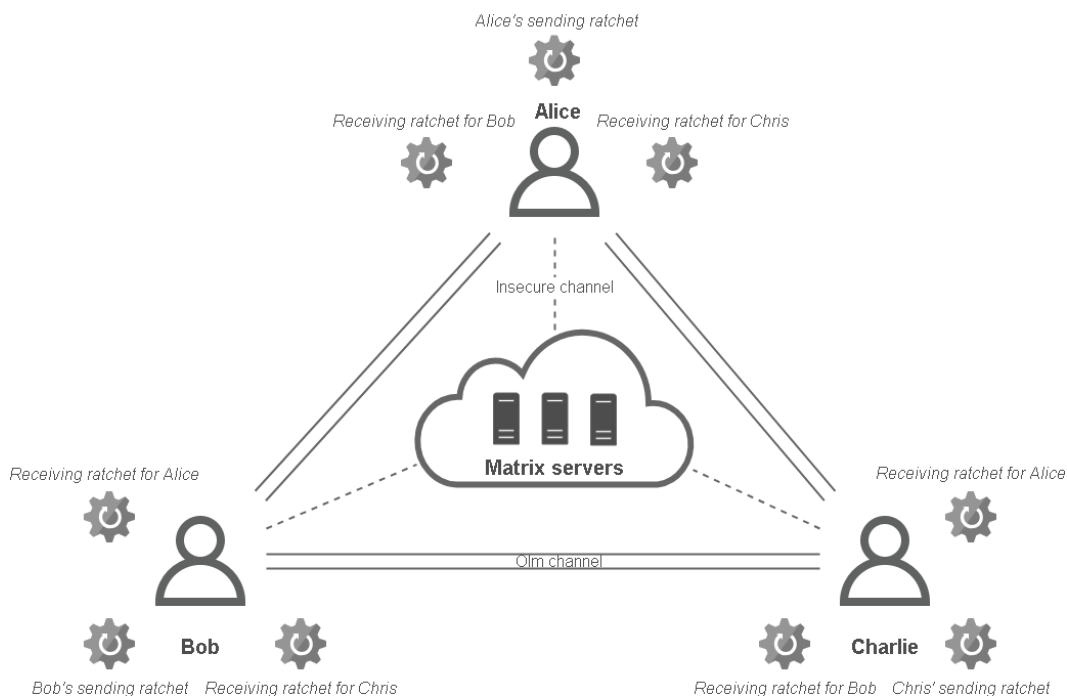 Alice's sending ratchet
Alice
Receiving ratchet for Bob
Receiving ratchet for Chris
Insecure channel
Matrix servers
Receiving ratchet for Alice
Receiving ratchet for Alice
Olm channel
Bob
Charlie
Bob's sending ratchet
Receiving ratchet for Chris
Receiving ratchet for Bob
Chris' sending ratchet